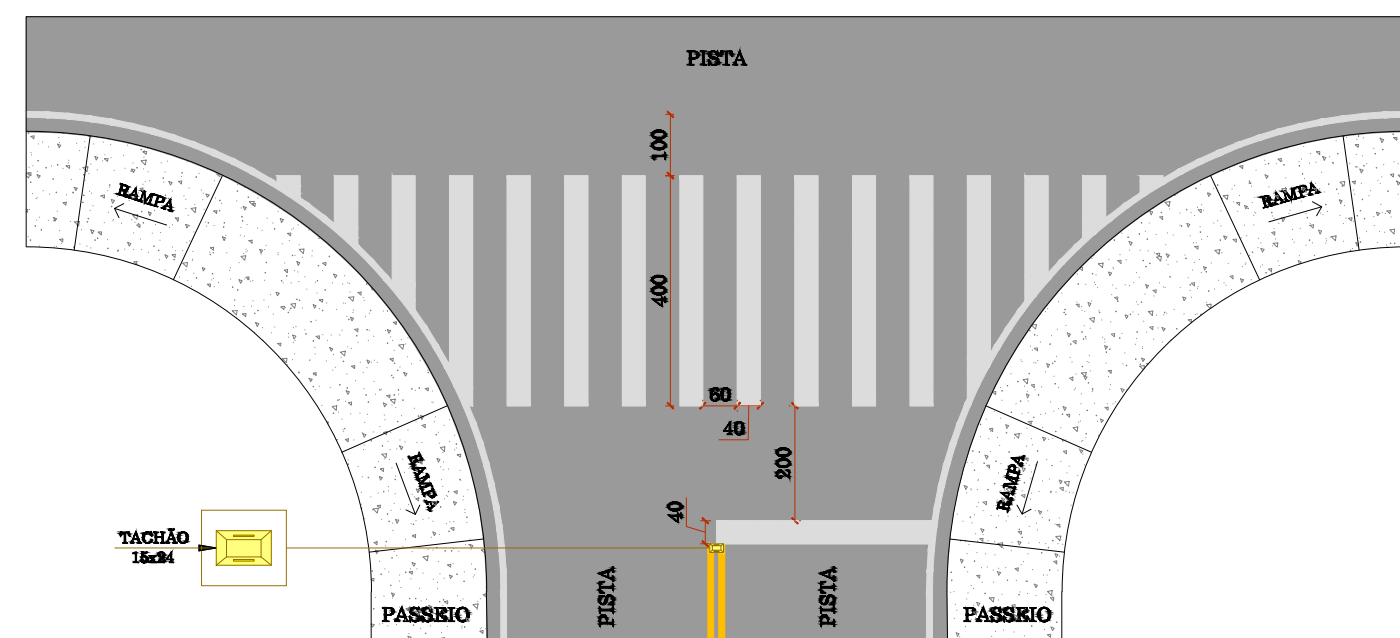 PISTA
100
RAMPA
RAMPA
400
60
40
200
RAMPA
RAMPA
40
TACHÃO
15x24
PISTA
PISTA
PASSEIO
PASSEIO